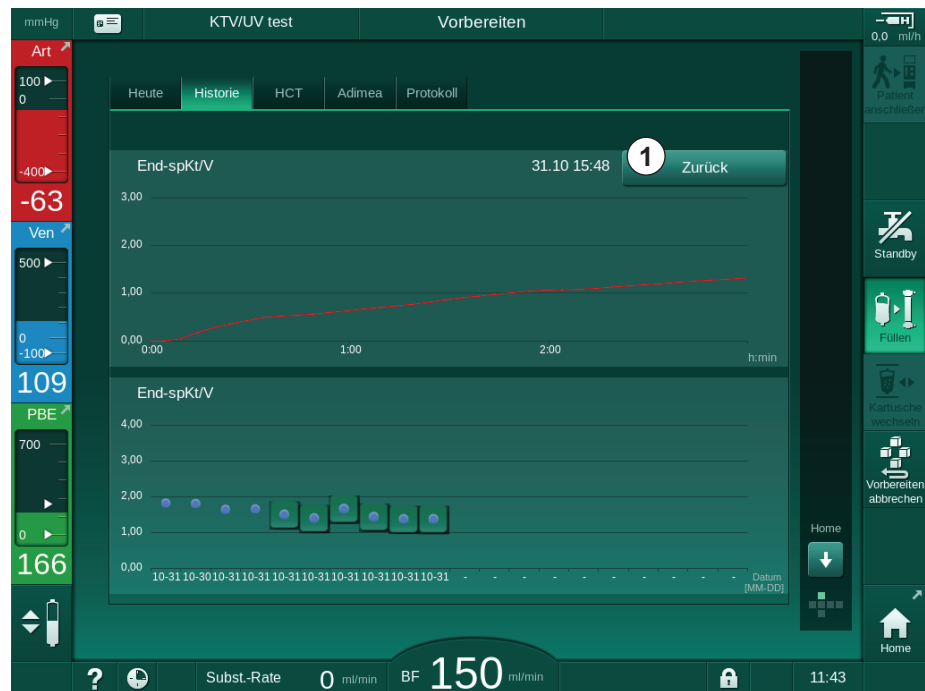 mmHg
KTV/UV test
Vorbereiten
0,0 ml/h
Art
100
0
-400
-63
Ven
500
0
-100
109
PBE
700
0
166
Heute
Historie
HCT
Adimea
Protokoll
End-spKt/V
31.10 15:48
1
Zurück
3,00
2,00
1,00
0,00
0:00
1:00
2:00
h:min
End-spKt/V
4,00
3,00
2,00
1,00
0,00
10-31 10-30 10-31 10-31 10-31 10-31 10-31 10-31 10-31 10-31 - - - - - - - - - -
Datum
[MM-DD]
Home
Patient
anschließen
Standby
Füllen
Kartusche
wechseln
Vorbereiten
abbrechen
Home
?
Subst.-Rate
0 ml/min
BF 150 ml/min
11:43